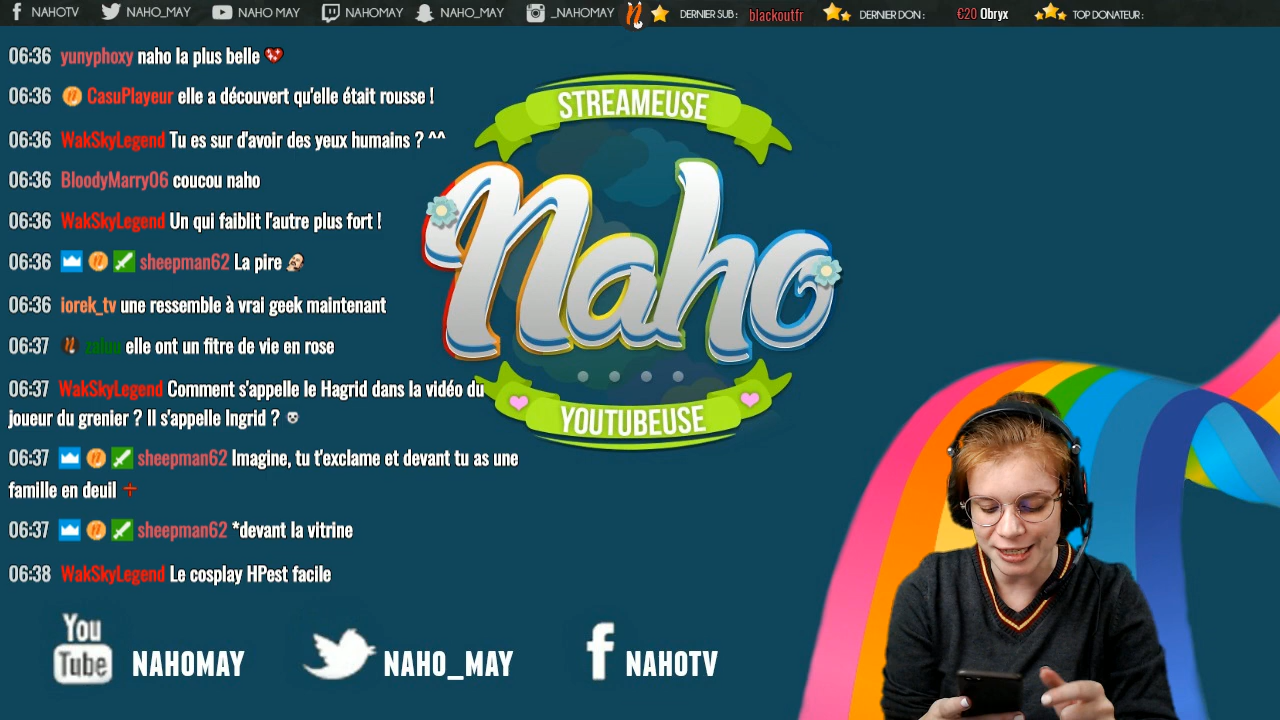 NAHOTV NAHO_MAY NAHO MAY NAHOMAY NAHO_MAY _NAHOMAY DERNIER SUB : blackoutfr DERNIER DON : €20 Obryx TOP DONATEUR :
06:36 yunyphoxy naho la plus belle
06:36 CasuPlayeur elle a découvert qu'elle était rousse !
06:36 WakSkyLegend Tu es sur d'avoir des yeux humains ? ^^
06:36 BloodyMarry06 coucou naho
06:36 WakSkyLegend Un qui faiblit l'autre plus fort !
06:36 sheepman62 La pire
06:36 iorek_tv une ressemble à vrai geek maintenant
06:37 zaluu elle ont un fitre de vie en rose
06:37 WakSkyLegend Comment s'appelle le Hagrid dans la vidéo du
joueur du grenier ? Il s'appelle Ingrid ?
06:37 sheepman62 Imagine, tu t'exclame et devant tu as une
famille en deuil
06:37 sheepman62 *devant la vitrine
06:38 WakSkyLegend Le cosplay HPest facile
STREAMEUSE
Naho
YOUTUBEUSE
You
Tube NAHOMAY NAHO_MAY NAHOTV